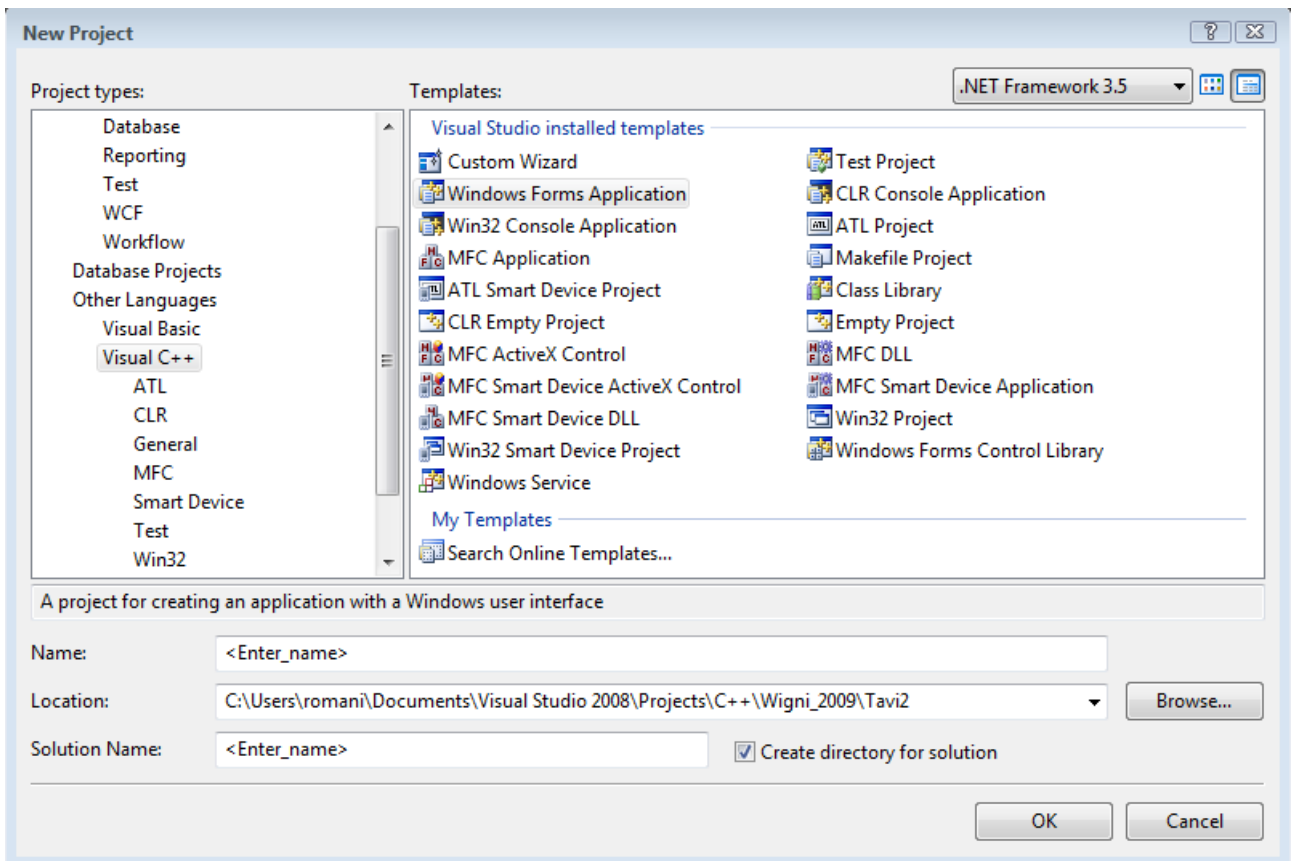 New Project
Project types:
Templates:
.NET Framework 3.5
Database
Reporting
Test
WCF
Workflow
Database Projects
Other Languages
Visual Basic
Visual C++
ATL
CLR
General
MFC
Smart Device
Test
Win32
Visual Studio installed templates
Custom Wizard
Test Project
Windows Forms Application
CLR Console Application
Win32 Console Application
ATL Project
MFC Application
Makefile Project
ATL Smart Device Project
Class Library
CLR Empty Project
Empty Project
MFC ActiveX Control
MFC DLL
MFC Smart Device ActiveX Control
MFC Smart Device Application
MFC Smart Device DLL
Win32 Project
Win32 Smart Device Project
Windows Forms Control Library
Windows Service
My Templates
Search Online Templates...
A project for creating an application with a Windows user interface
Name:
<Enter_name>
Location:
C:\Users\romani\Documents\Visual Studio 2008\Projects\C++\Wigni_2009\Tavi2
Browse...
Solution Name:
<Enter_name>
Create directory for solution
OK
Cancel